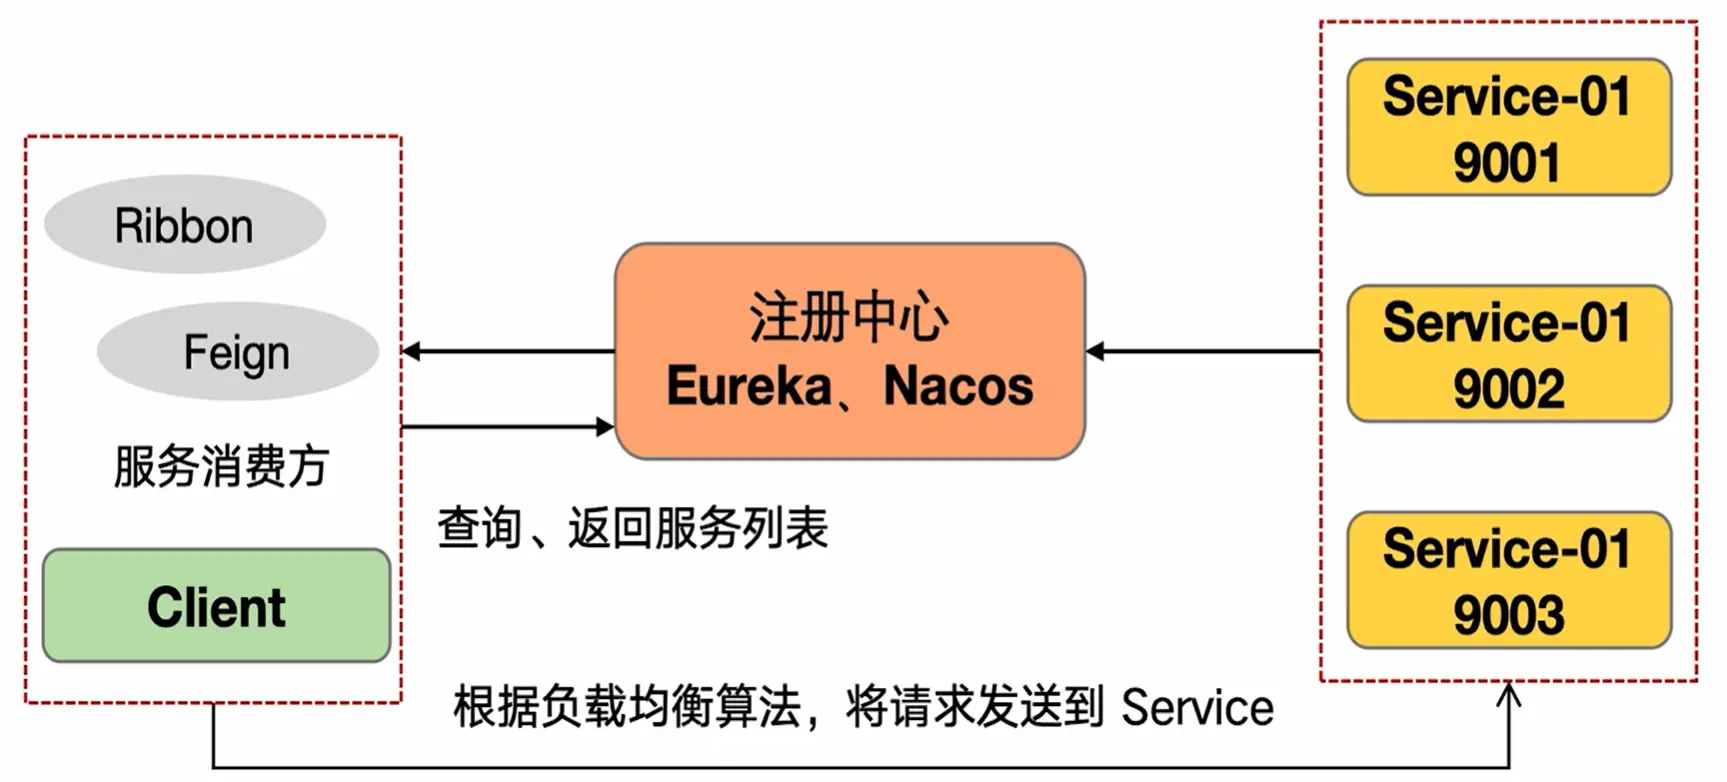 Ribbon
Feign
服务消费方
Client
注册中心
Eureka、Nacos
查询、返回服务列表
Service-01
9001
Service-01
9002
Service-01
9003
根据负载均衡算法，将请求发送到 Service